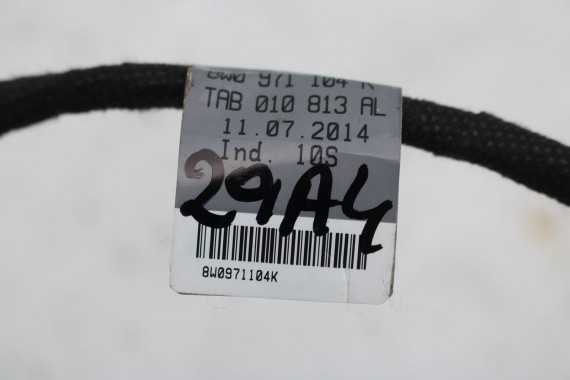 8W0 971 104 K
TAB 010 813 AL
11.07.2014
Ind. 10S
29A4
8W0971104K